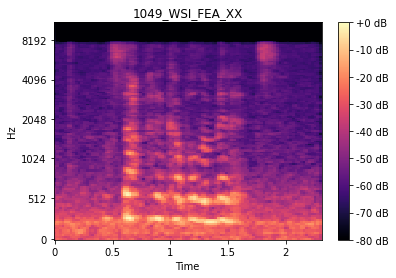 1049_WSI_FEA_XX
+0 dB
8192
-10 dB
4096
-20 dB
-30 dB
2048
Hz
-40 dB
1024
-50 dB
512
-60 dB
-70 dB
0
-80 dB
0 0.5 1 1.5 2
Time